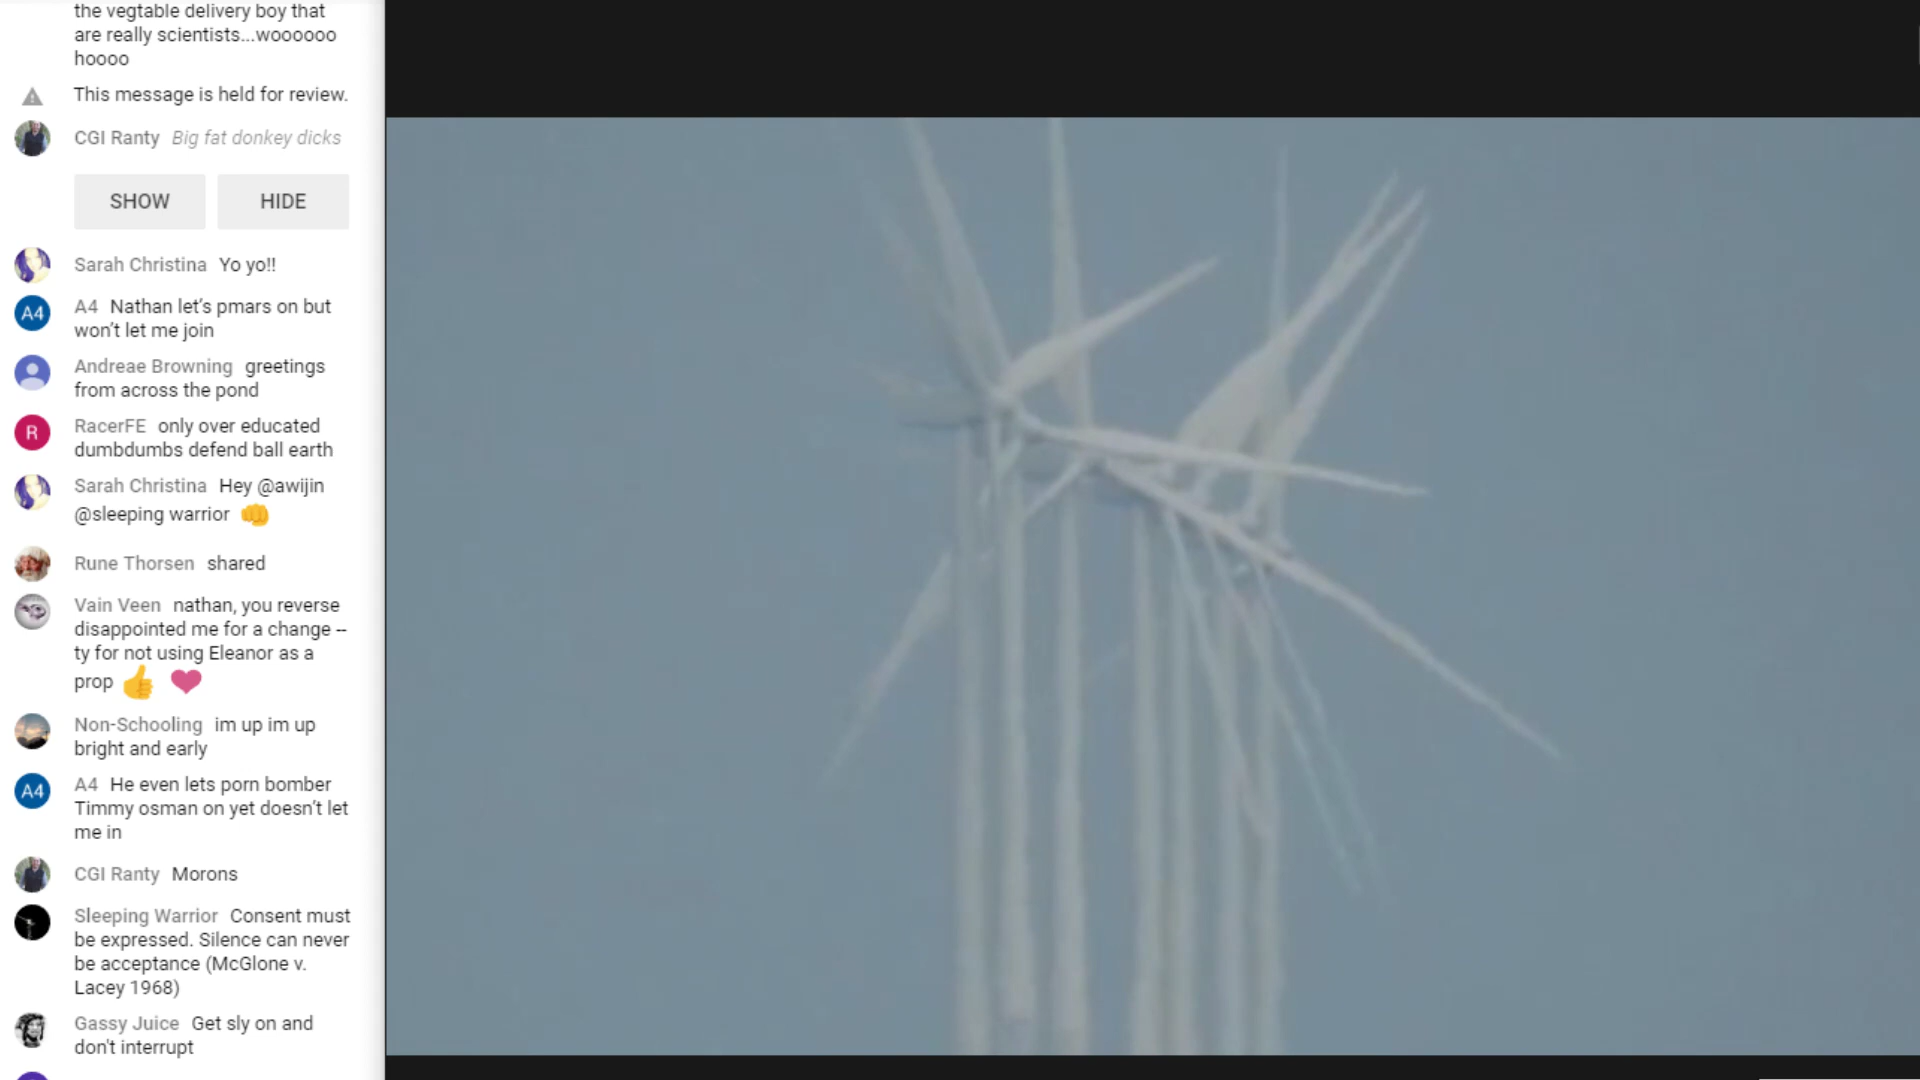 the vegtable delivery boy that
are really scientists...woooooo
hoooo
This message is held for review.
CGI Ranty Big fat donkey dicks
SHOW HIDE
Sarah Christina Yo yo!!
A4 A4 Nathan let’s pmars on but
won’t let me join
Andreae Browning greetings
from across the pond
R RacerFE only over educated
dumbdumbs defend ball earth
Sarah Christina Hey @awijin
@sleeping warrior 👊
Rune Thorsen shared
Vain Veen nathan, you reverse
disappointed me for a change --
ty for not using Eleanor as a
prop 👍 ❤
Non-Schooling im up im up
bright and early
A4 A4 He even lets porn bomber
Timmy osman on yet doesn’t let
me in
CGI Ranty Morons
Sleeping Warrior Consent must
be expressed. Silence can never
be acceptance (McGlone v.
Lacey 1968)
Gassy Juice Get sly on and
don't interrupt